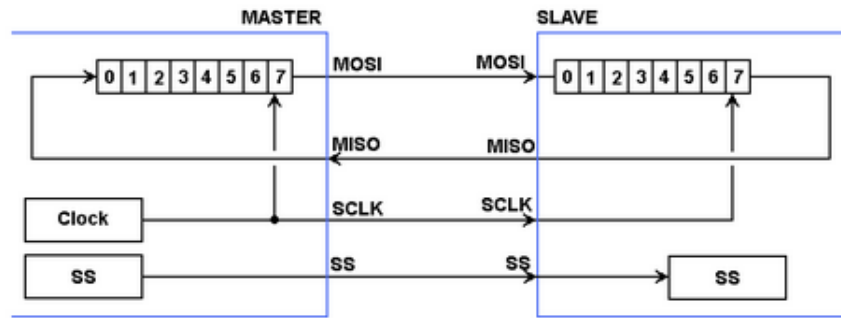 MASTER SLAVE
0 1 2 3 4 5 6 7 MOSI MOSI 0 1 2 3 4 5 6 7
MISO MISO
Clock SCLK SCLK
SS SS SS SS